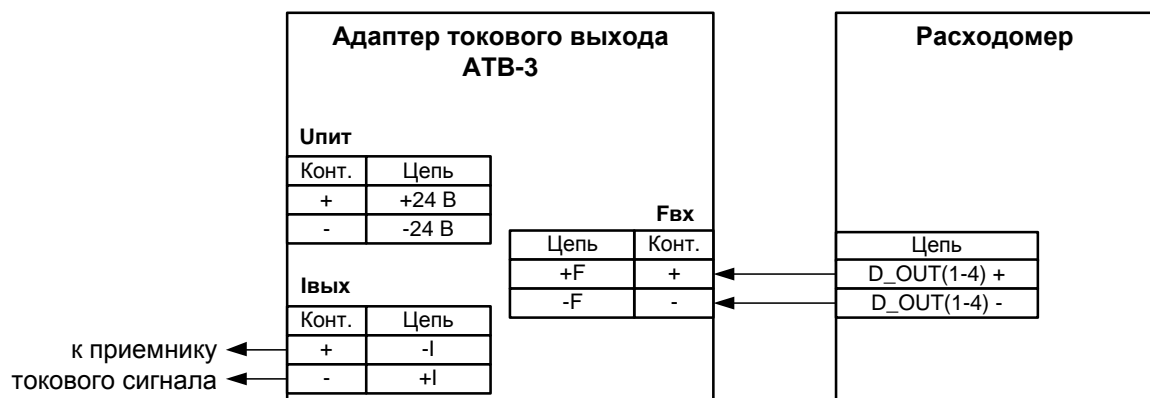 Адаптер токового выхода
АТВ-3
Расходомер
Uпит
Конт. Цепь
+ +24 В
- -24 В
Fвх
Цепь Конт.
+F +
-F -
Цепь
D_OUT(1-4) +
D_OUT(1-4) -
Iвых
Конт. Цепь
+ -I
- +I
к приемнику
токового сигнала